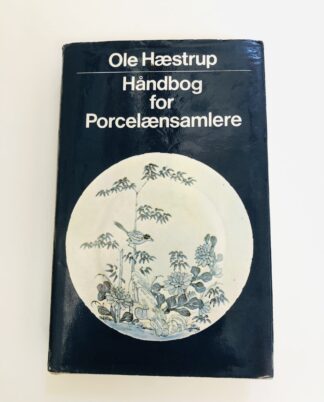 Ole Hæstrup
Håndbog
for
Porcelænsamlere